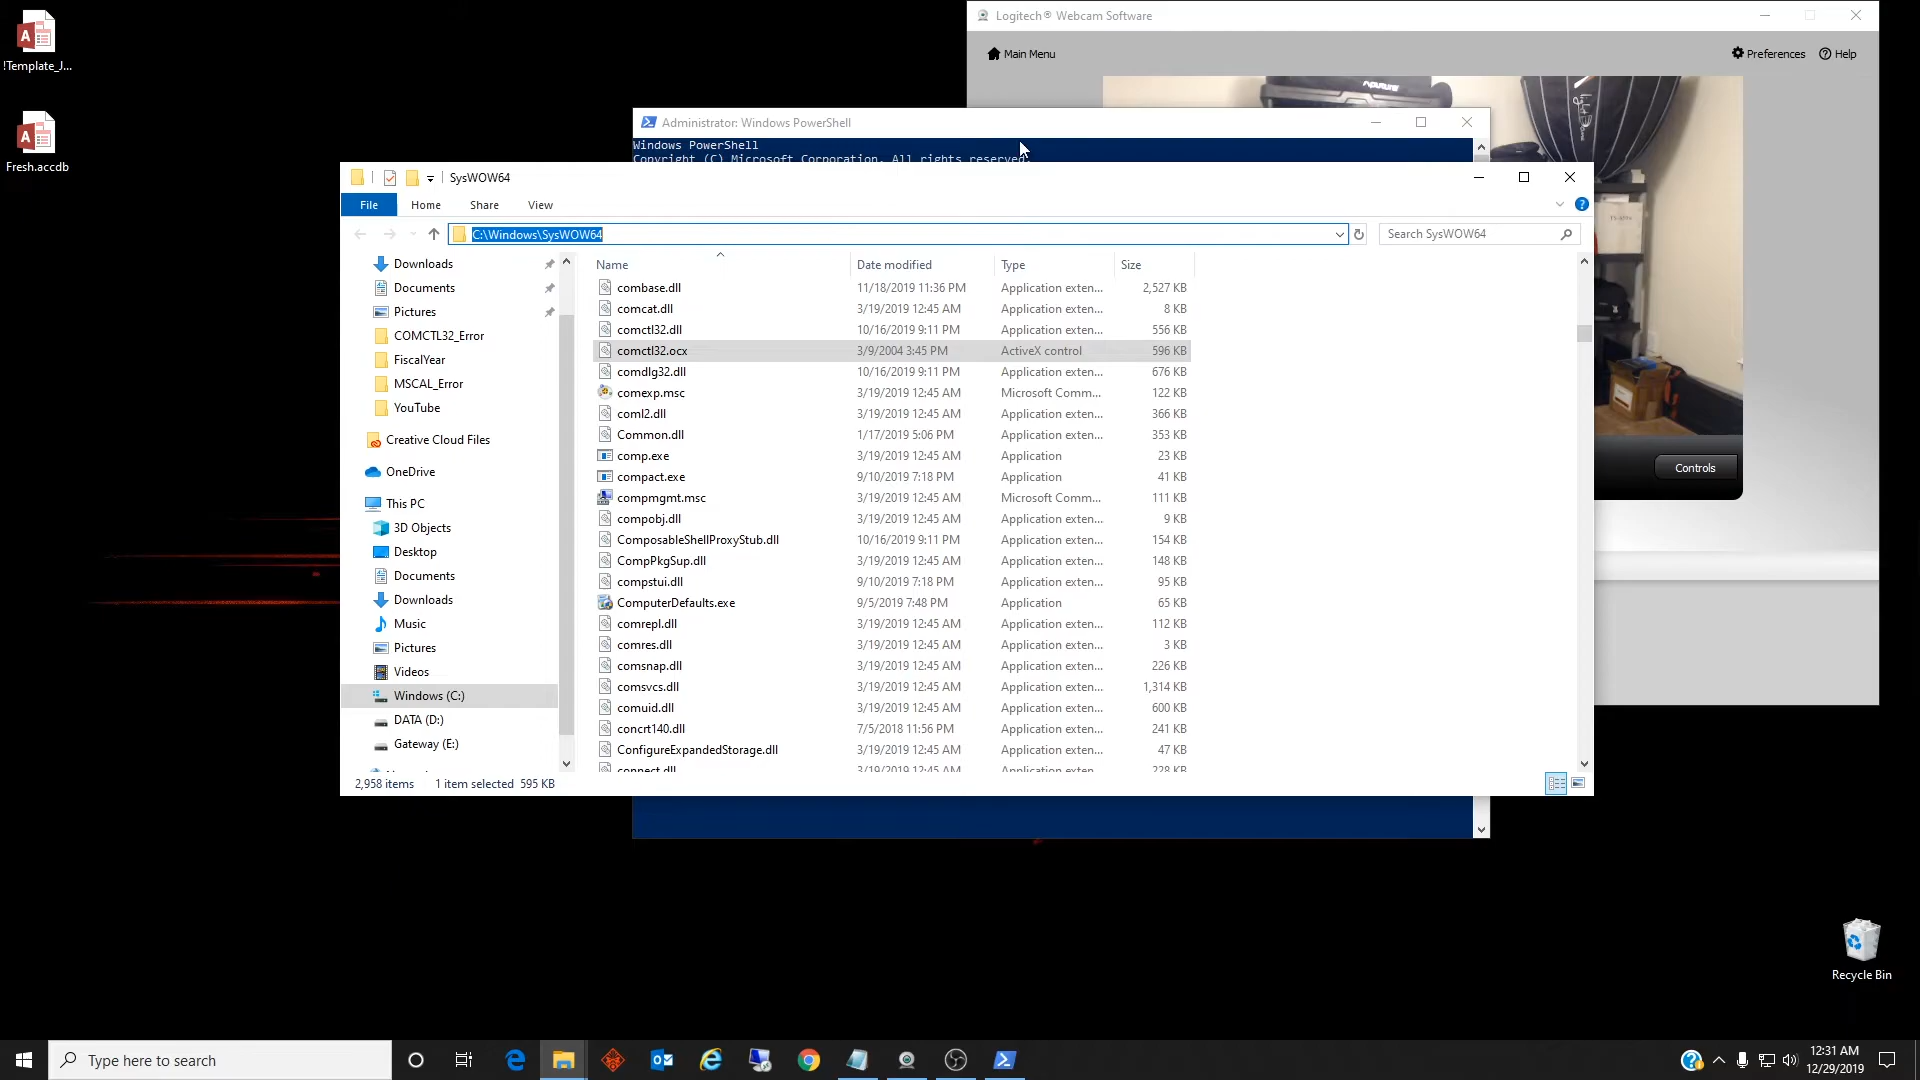 !Template_J...
Fresh.accdb
Logitech® Webcam Software
Main Menu
Preferences
Help
Administrator: Windows PowerShell
Windows PowerShell
Copyright (C) Microsoft Corporation. All rights reserved.
SysWOW64
File Home Share View
C:\Windows\SysWOW64
Search SysWOW64
Downloads
Documents
Pictures
COMCTL32_Error
FiscalYear
MSCAL_Error
YouTube
Creative Cloud Files
OneDrive
This PC
3D Objects
Desktop
Documents
Downloads
Music
Pictures
Videos
Windows (C:)
DATA (D:)
Gateway (E:)
Name Date modified Type Size
combase.dll 11/18/2019 11:36 PM Application exten... 2,527 KB
comcat.dll 3/19/2019 12:45 AM Application exten... 8 KB
comctl32.dll 10/16/2019 9:11 PM Application exten... 556 KB
comctl32.ocx 3/9/2004 3:45 PM ActiveX control 596 KB
comdlg32.dll 10/16/2019 9:11 PM Application exten... 676 KB
comexp.msc 3/19/2019 12:45 AM Microsoft Comm... 122 KB
coml2.dll 3/19/2019 12:45 AM Application exten... 366 KB
Common.dll 1/17/2019 5:06 PM Application exten... 353 KB
comp.exe 3/19/2019 12:45 AM Application 23 KB
compact.exe 9/10/2019 7:18 PM Application 41 KB
compmgmt.msc 3/19/2019 12:45 AM Microsoft Comm... 111 KB
compobj.dll 3/19/2019 12:45 AM Application exten... 9 KB
ComposableShellProxyStub.dll 10/16/2019 9:11 PM Application exten... 154 KB
CompPkgSup.dll 3/19/2019 12:45 AM Application exten... 148 KB
compstui.dll 9/10/2019 7:18 PM Application exten... 95 KB
ComputerDefaults.exe 9/5/2019 7:48 PM Application 65 KB
comrepl.dll 3/19/2019 12:45 AM Application exten... 112 KB
comres.dll 3/19/2019 12:45 AM Application exten... 3 KB
comsnap.dll 3/19/2019 12:45 AM Application exten... 226 KB
comsvcs.dll 3/19/2019 12:45 AM Application exten... 1,314 KB
comuid.dll 3/19/2019 12:45 AM Application exten... 600 KB
concrt140.dll 7/5/2018 11:56 PM Application exten... 241 KB
ConfigureExpandedStorage.dll 3/19/2019 12:45 AM Application exten... 47 KB
connect.dll 3/19/2019 12:45 AM Application exten... 228 KB
2,958 items 1 item selected 595 KB
Controls
Recycle Bin
Type here to search
12:31 AM
12/29/2019